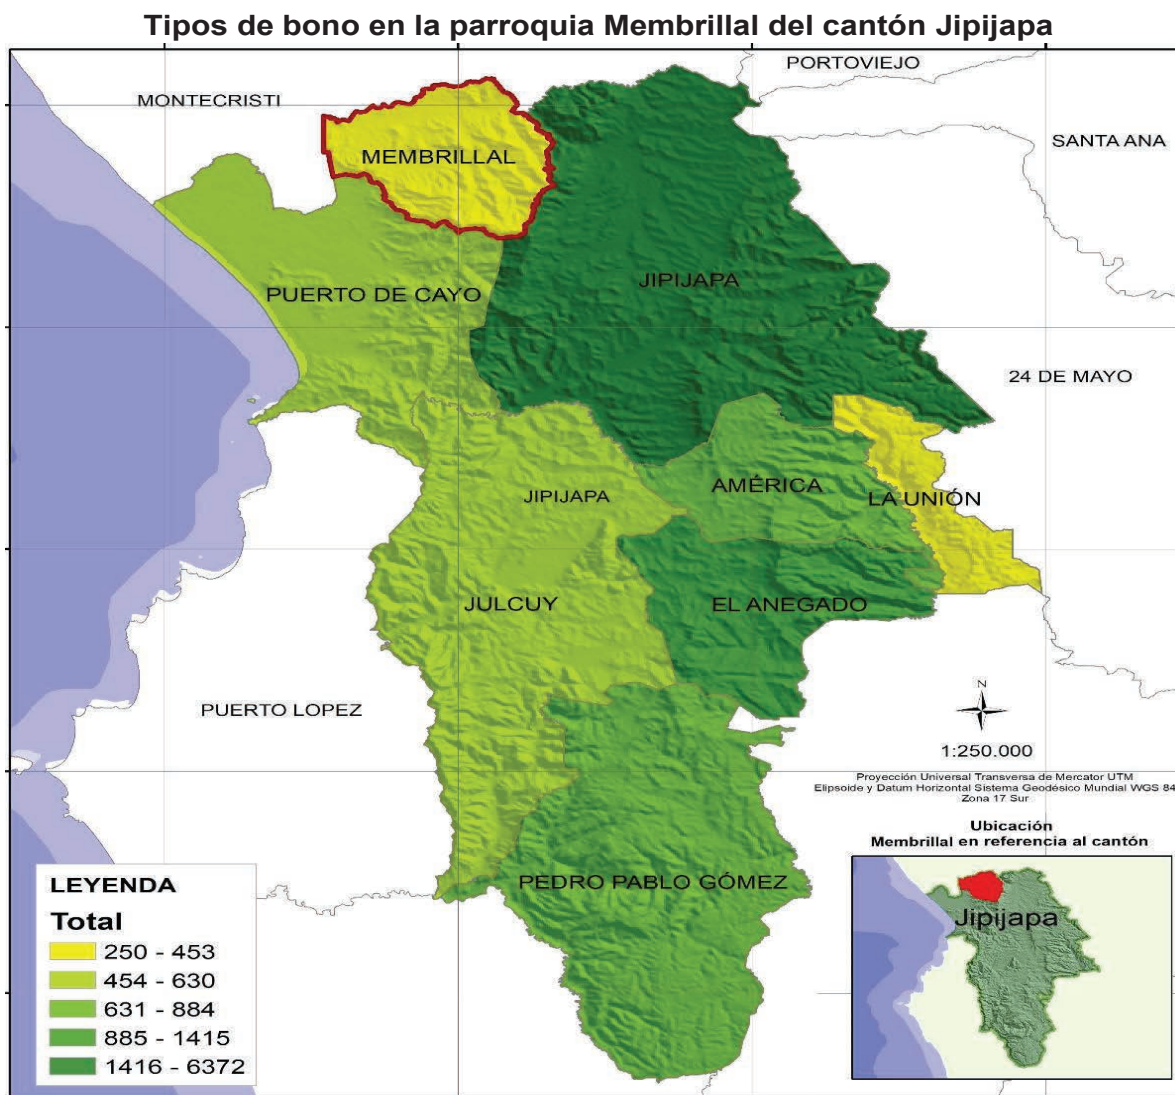 Tipos de bono en la parroquia Membrillal del cantón Jipijapa
PORTOVIEJO
MONTECRISTI
SANTA ANA
MEMBRILLAL
JIPIJAPA
PUERTO DE CAYO
24 DE MAYO
AMÉRICA
JIPIJAPA
LA UNIÓN
JULCUY
EL ANEGADO
PUERTO LOPEZ
N
1:250.000
Proyección Universal Transversa de Mercator UTM
Elipsoide y Datum Horizontal Sistema Geodésico Mundial WGS 84
Zona 17 Sur
Ubicación
Membrillal en referencia al cantón
PEDRO PABLO GÓMEZ
Jipijapa
LEYENDA
Total
250 - 453
454 - 630
631 - 884
885 - 1415
1416 - 6372